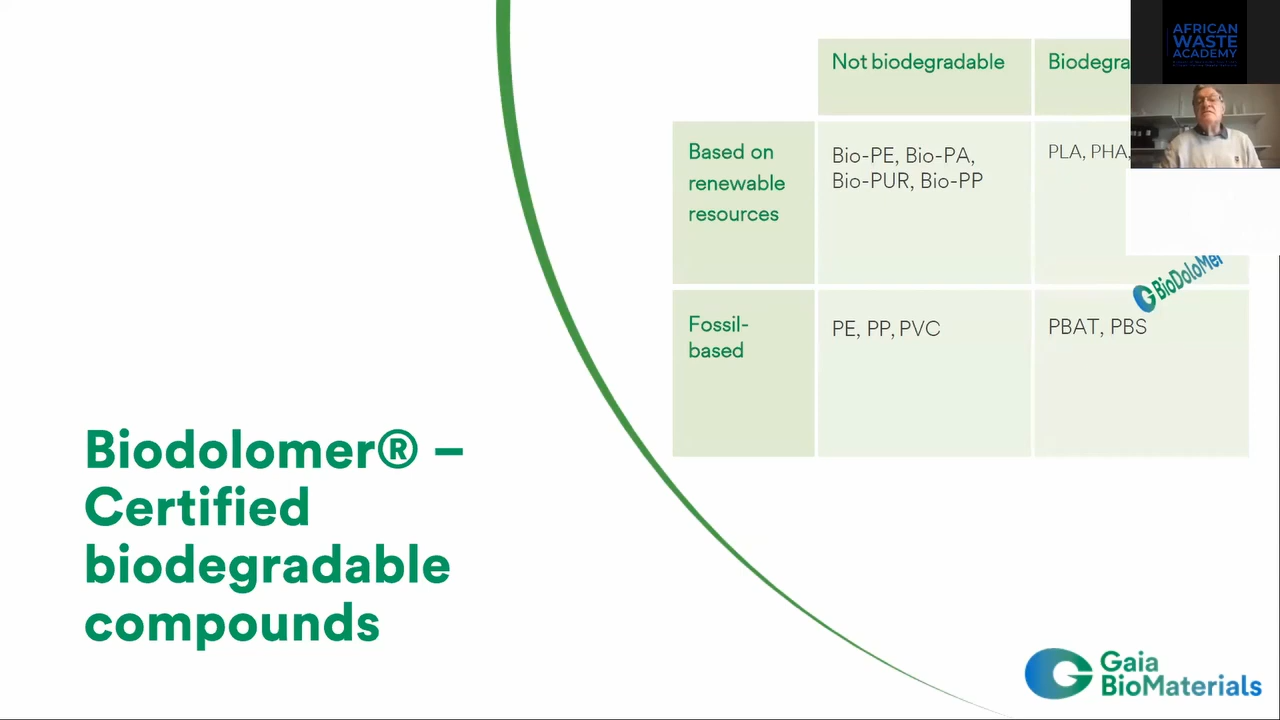 AFRICAN
WASTE
ACADEMY
Not biodegradable
Biodegra
Based on
renewable
resources
Bio-PE, Bio-PA,
Bio-PUR, Bio-PP
PLA, PHA,
BioDoloMer
Fossil-
based
PE, PP, PVC
PBAT, PBS
Biodolomer® –
Certified
biodegradable
compounds
Gaia
BioMaterials